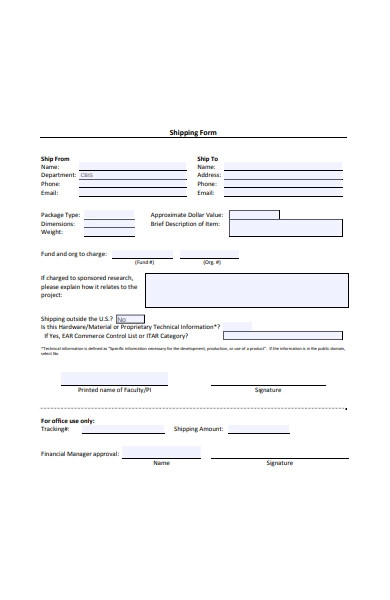 Shipping Form
Ship From Ship To
Name: Name:
Department: CBIS Address:
Phone: Phone:
Email: Email:
Package Type: Approximate Dollar Value:
Dimensions: Brief Description of Item:
Weight:
Fund and org to charge:
(Fund #) (Org. #)
If charged to sponsored research,
please explain how it relates to the
project:
Shipping outside the U.S.? No
Is this Hardware/Material or Proprietary Technical Information*?
If Yes, EAR Commerce Control List or ITAR Category?
*Technical information is defined as "Specific information necessary for the development, production, or use of a product". If the information is in the public domain,
select No
Printed name of Faculty/PI Signature
For office use only:
Tracking#: Shipping Amount:
Financial Manager approval:
Name Signature